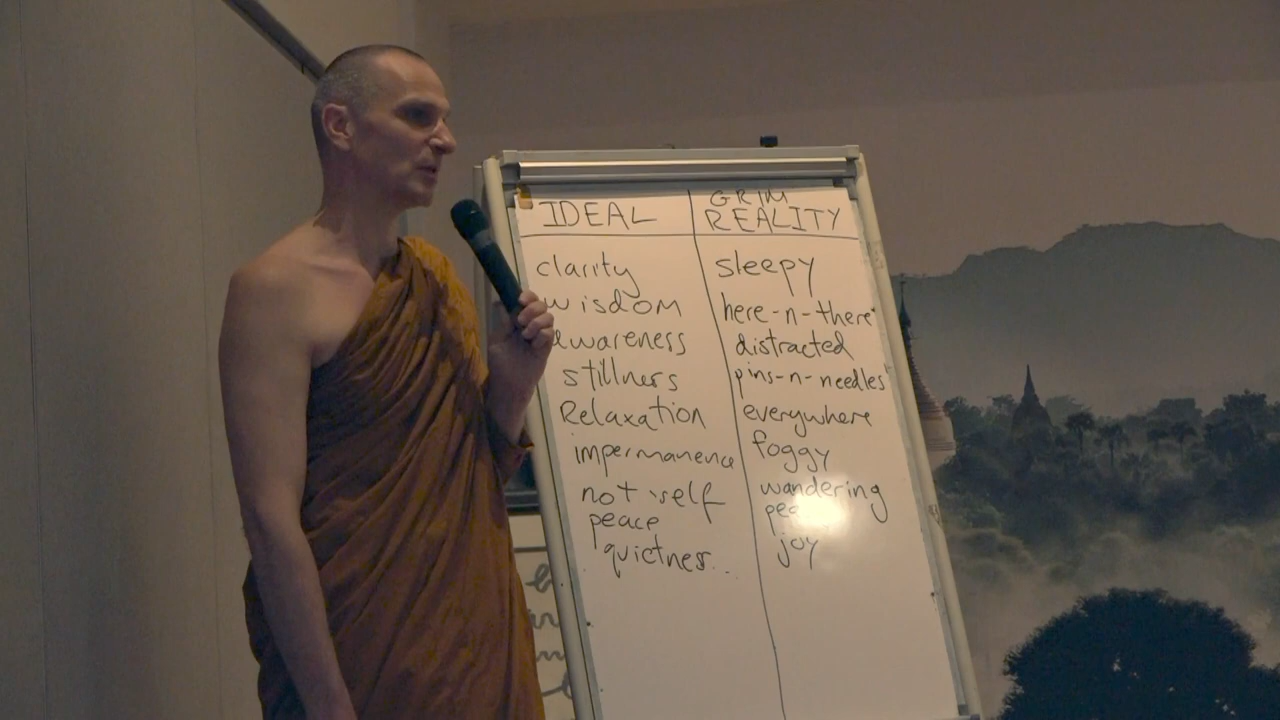 IDEAL
GRIM
REALITY
clarity
sleepy
wisdom
here-n-there
awareness
distracted
stillness
pins-n-needles
Relaxation
everywhere
impermanence
foggy
not-self
wandering
peace
quietness...
joy